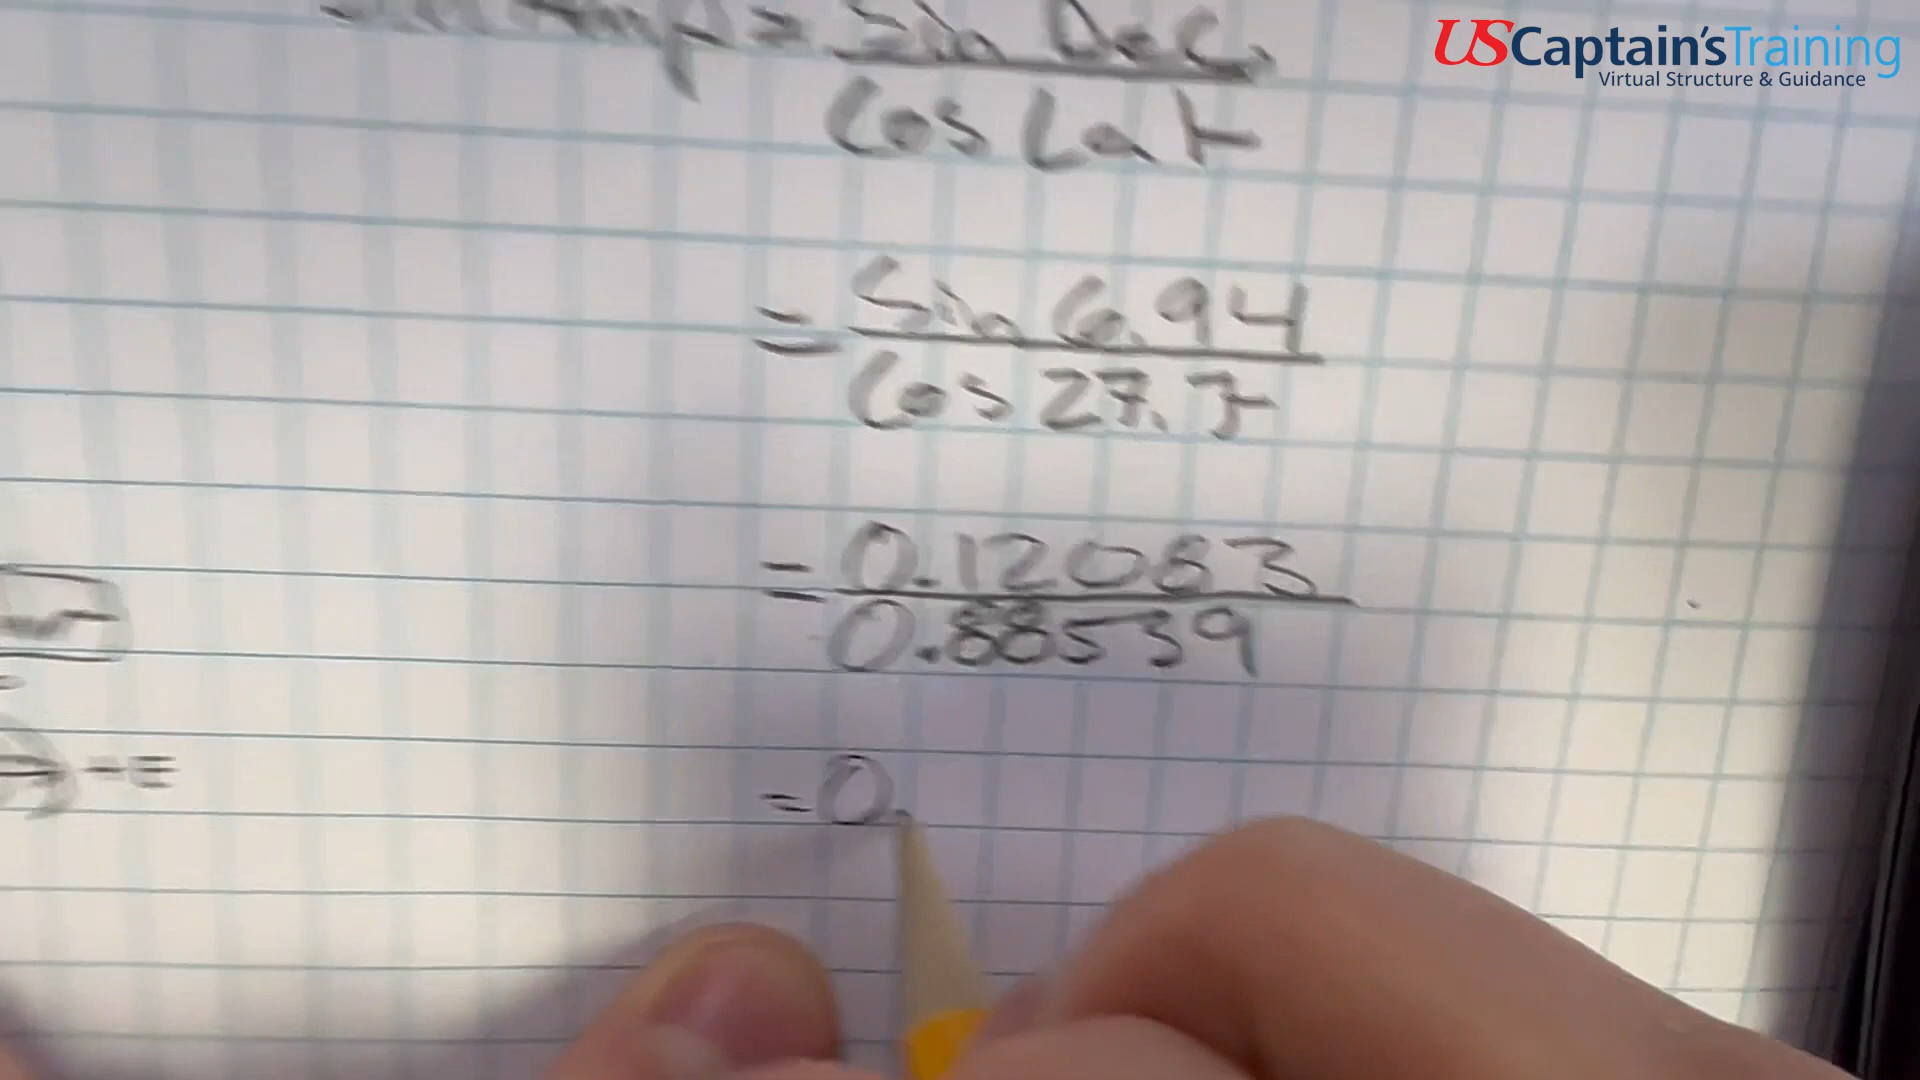 USCaptain'sTraining
Virtual Structure & Guidance
Amp = Sin Dec.
Cos Lat
= Sin 6.94
Cos 27.7
= 0.12083
0.88539
= 0.